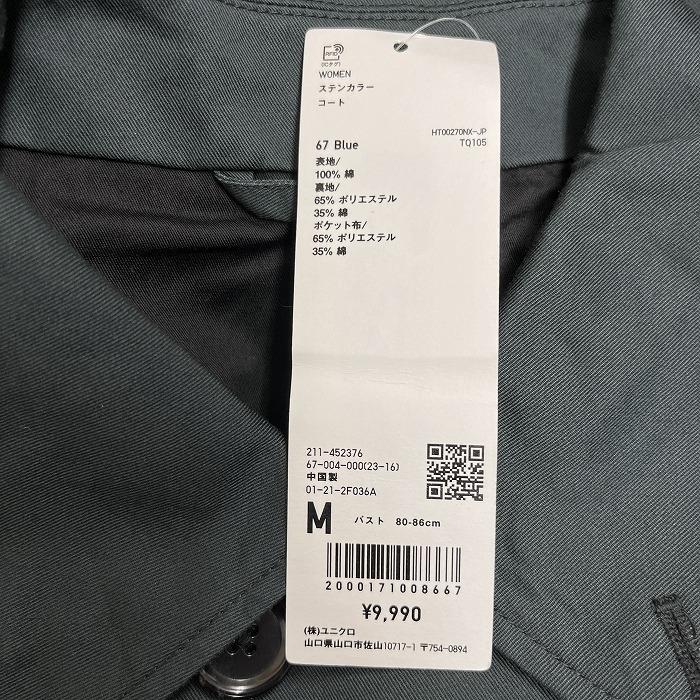 RFID
(ICタグ)
WOMEN
ステンカラー
コート
HT00270NX-JP
67 Blue
TQ105
表地/
100% 綿
裏地/
65% ポリエステル
35% 綿
ポケット布/
65% ポリエステル
35% 綿
211-452376
67-004-000(23-16)
中国製
01-21-2F036A
M バスト 80-86cm
2000171008667
¥9,990
(株)ユニクロ
山口県山口市佐山10717-1 〒754-0894